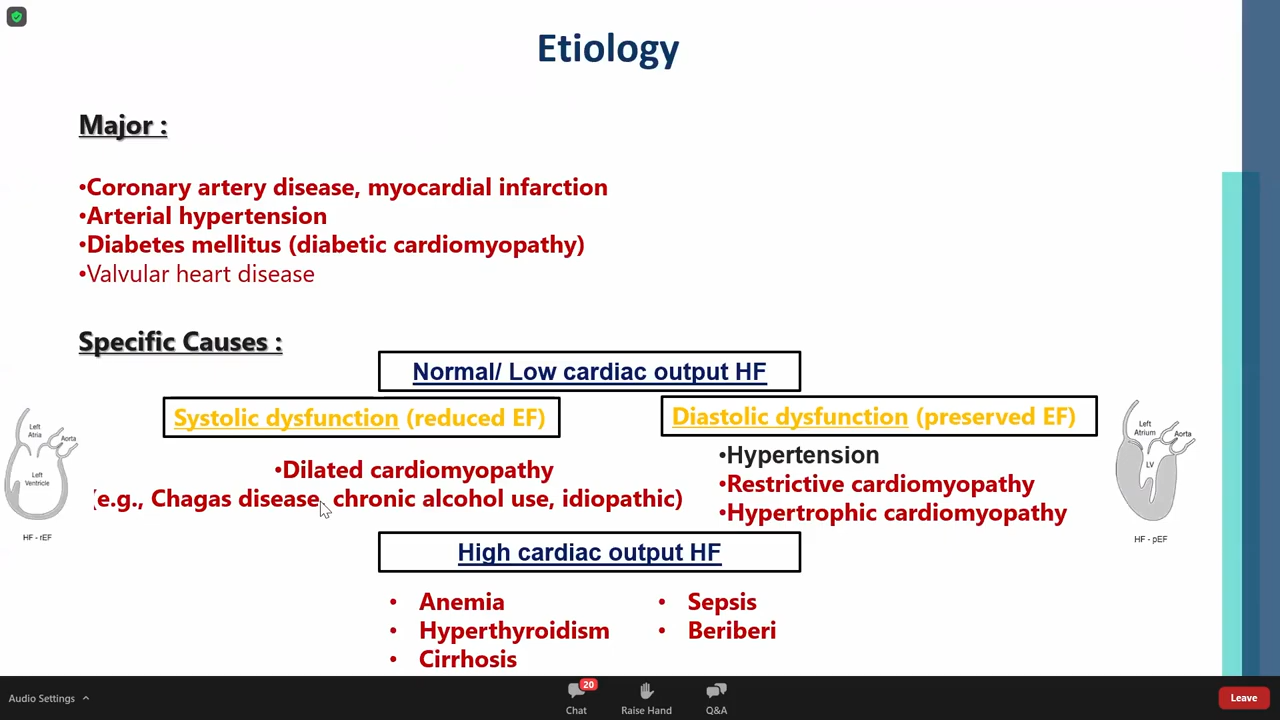 Etiology
Major :
•Coronary artery disease, myocardial infarction
•Arterial hypertension
•Diabetes mellitus (diabetic cardiomyopathy)
•Valvular heart disease
Specific Causes :
Normal/ Low cardiac output HF
Systolic dysfunction (reduced EF)
•Dilated cardiomyopathy
(e.g., Chagas disease, chronic alcohol use, idiopathic)
Left
Atria
Aorta
Left
Ventricle
HF - rEF
Diastolic dysfunction (preserved EF)
•Hypertension
•Restrictive cardiomyopathy
•Hypertrophic cardiomyopathy
Left
Atrium
Aorta
LV
HF - pEF
High cardiac output HF
• Anemia
• Hyperthyroidism
• Cirrhosis
• Sepsis
• Beriberi
Audio Settings
20
Chat
Raise Hand
Q&A
Leave